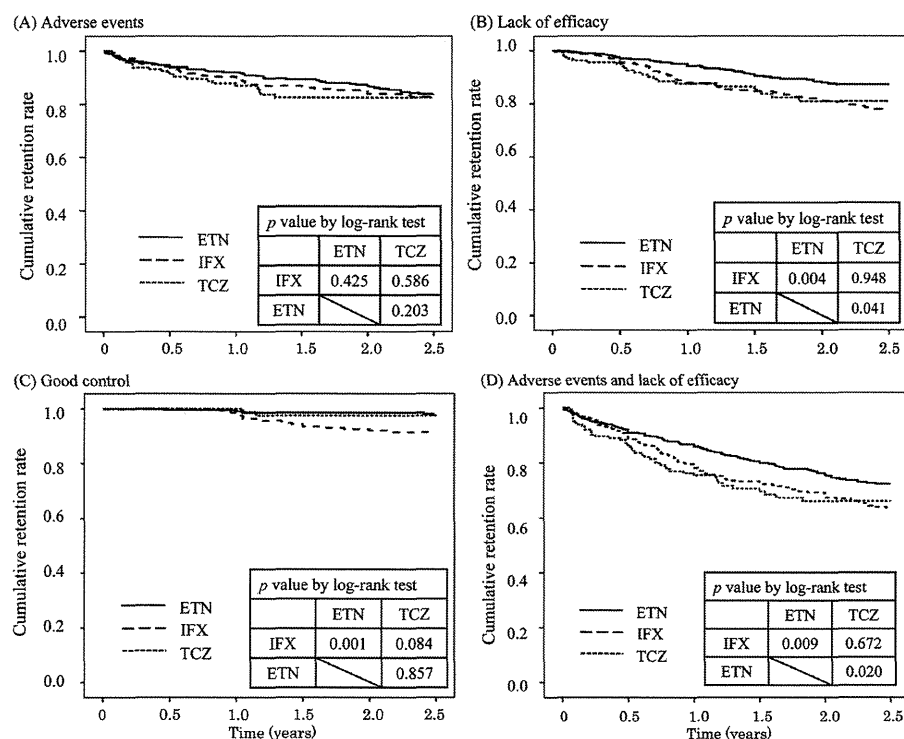 (A) Adverse events
Cumulative retention rate
1.0
0.8
0.6
0.4
0.2
0.0
ETN
IFX
TCZ
p value by log-rank test
ETN TCZ
IFX 0.425 0.586
ETN 0.203
0 0.5 1.0 1.5 2.0 2.5
(B) Lack of efficacy
Cumulative retention rate
1.0
0.8
0.6
0.4
0.2
0.0
ETN
IFX
TCZ
p value by log-rank test
ETN TCZ
IFX 0.004 0.948
ETN 0.041
0 0.5 1.0 1.5 2.0 2.5
(C) Good control
Cumulative retention rate
1.0
0.8
0.6
0.4
0.2
0.0
ETN
IFX
TCZ
p value by log-rank test
ETN TCZ
IFX 0.001 0.084
ETN 0.857
0 0.5 1.0 1.5 2.0 2.5
Time (years)
(D) Adverse events and lack of efficacy
Cumulative retention rate
1.0
0.8
0.6
0.4
0.2
0.0
ETN
IFX
TCZ
p value by log-rank test
ETN TCZ
IFX 0.009 0.672
ETN 0.020
0 0.5 1.0 1.5 2.0 2.5
Time (years)